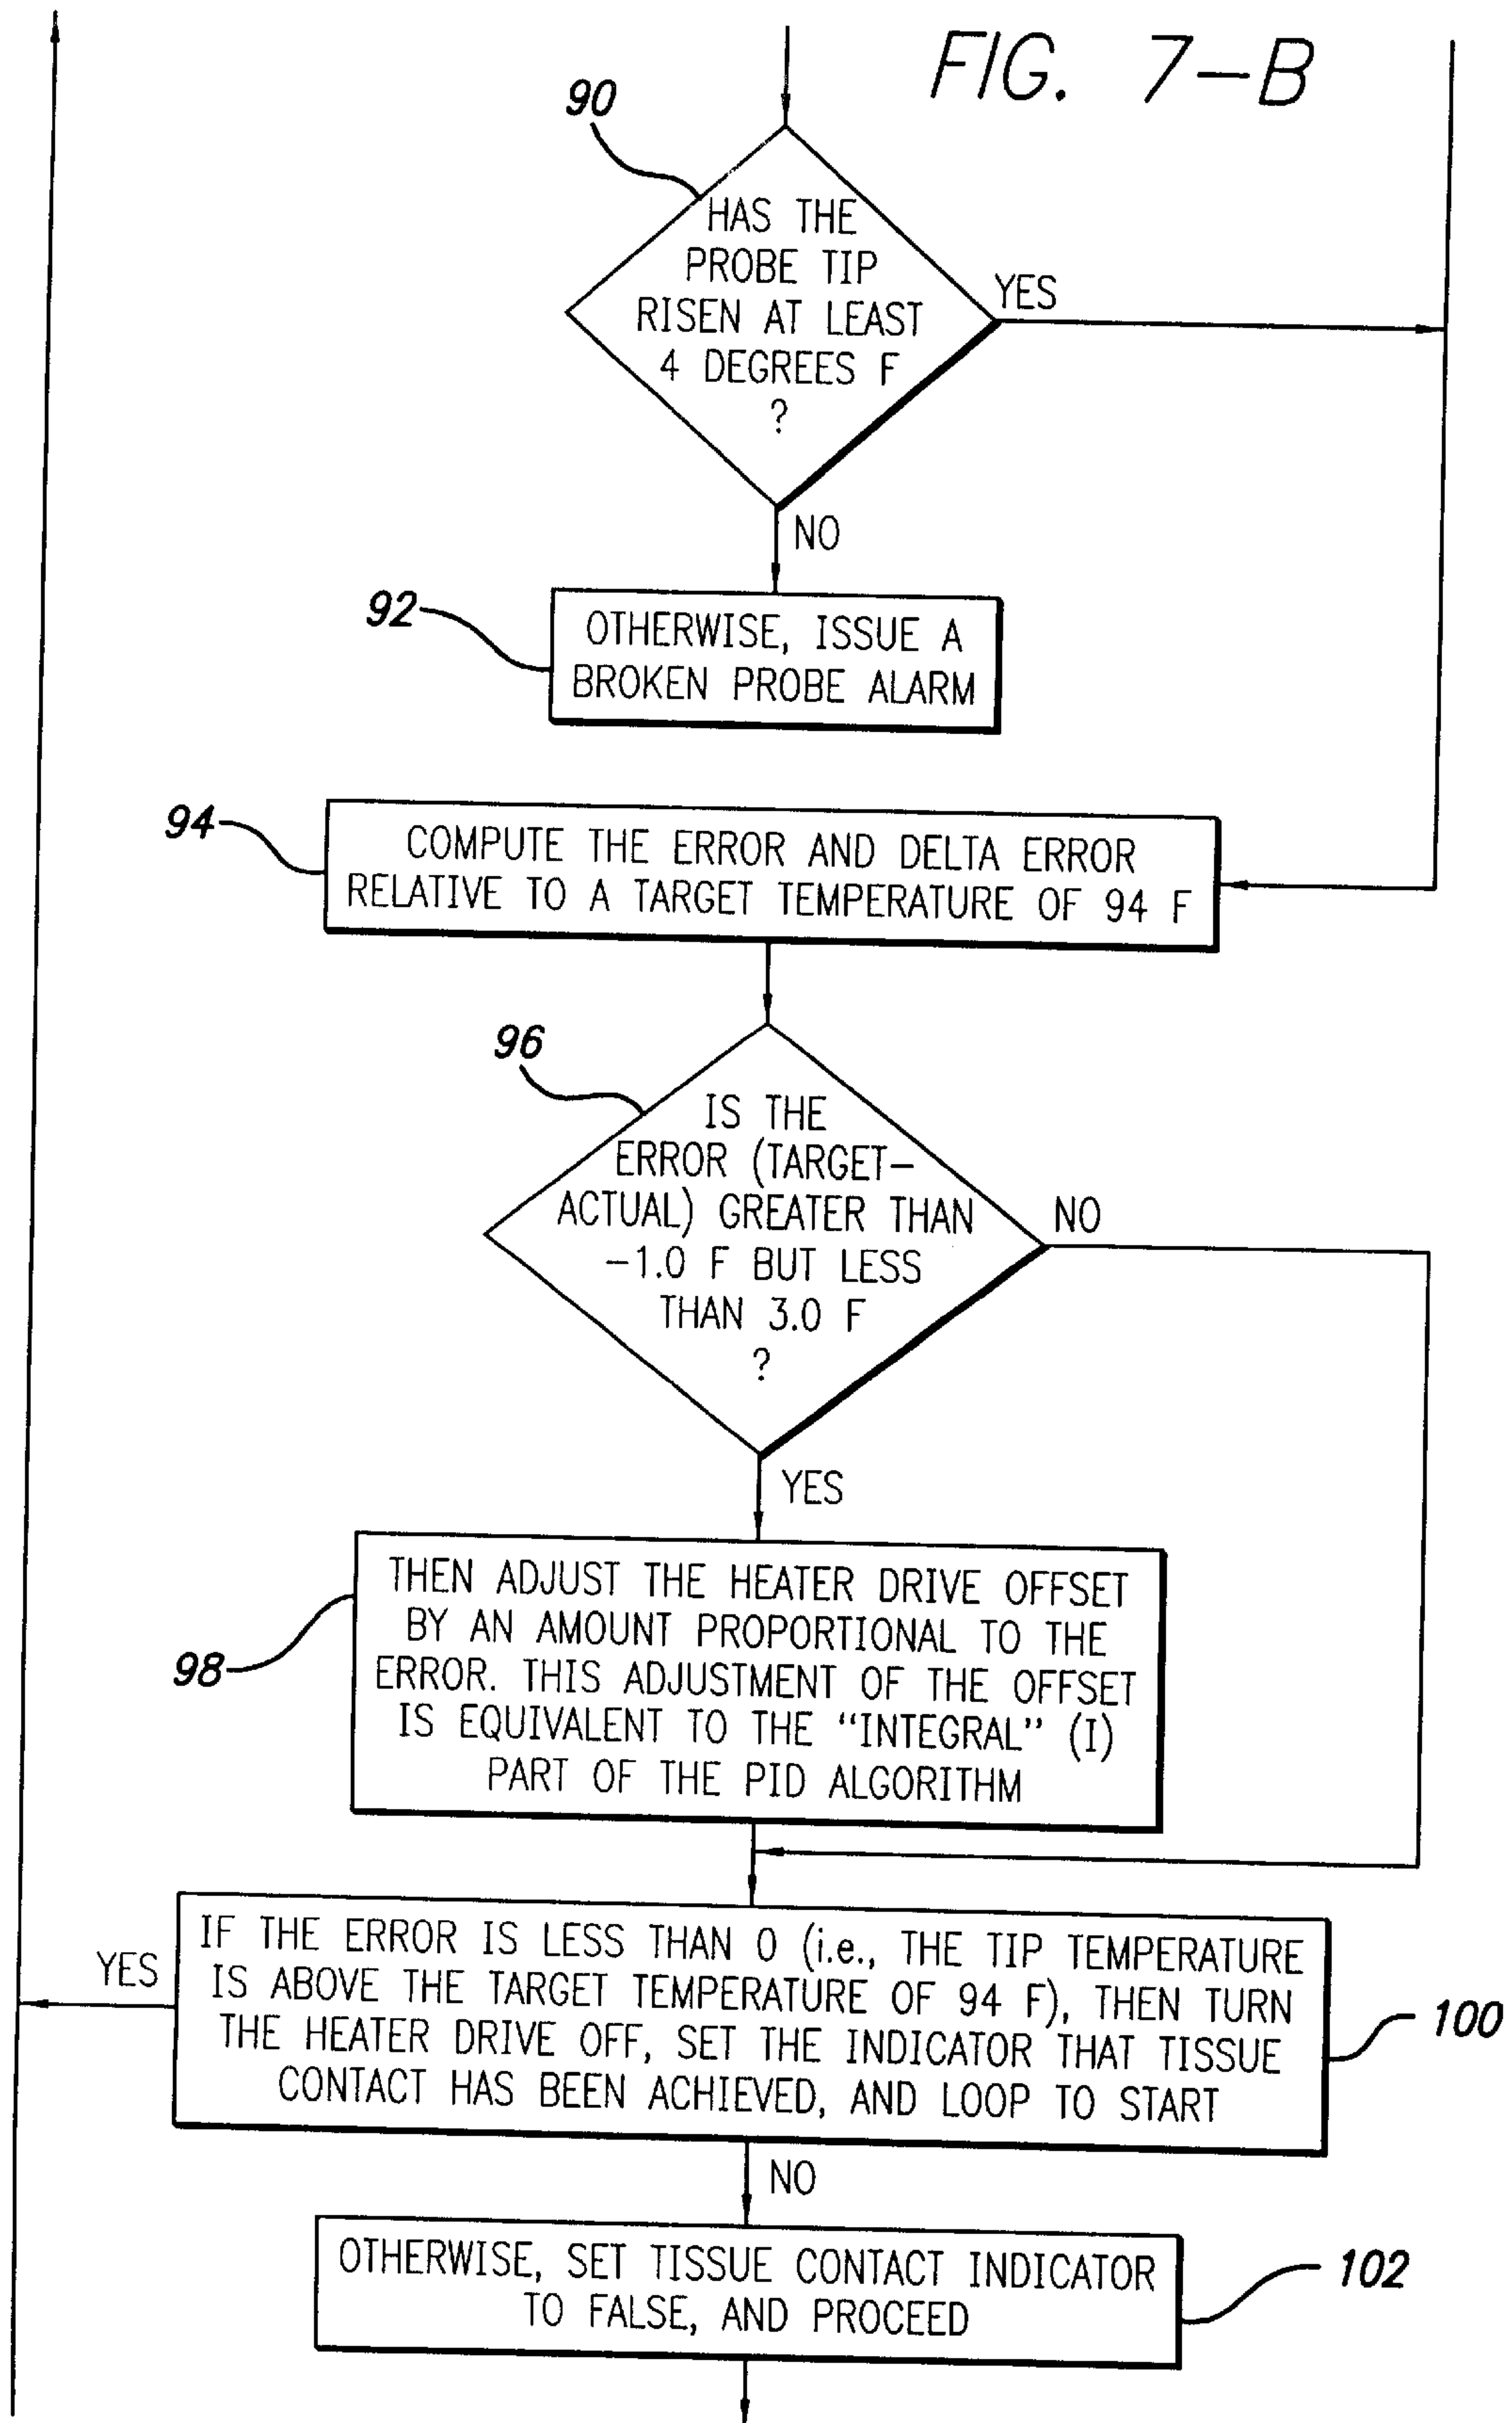 FIG. 7-B
90
HAS THE
PROBE TIP
RISEN AT LEAST
4 DEGREES F
?
YES
NO
92
OTHERWISE, ISSUE A
BROKEN PROBE ALARM
94
COMPUTE THE ERROR AND DELTA ERROR
RELATIVE TO A TARGET TEMPERATURE OF 94 F
96
IS THE
ERROR (TARGET-
ACTUAL) GREATER THAN
-1.0 F BUT LESS
THAN 3.0 F
?
NO
YES
98
THEN ADJUST THE HEATER DRIVE OFFSET
BY AN AMOUNT PROPORTIONAL TO THE
ERROR. THIS ADJUSTMENT OF THE OFFSET
IS EQUIVALENT TO THE “INTEGRAL” (I)
PART OF THE PID ALGORITHM
YES
IF THE ERROR IS LESS THAN 0 (i.e., THE TIP TEMPERATURE
IS ABOVE THE TARGET TEMPERATURE OF 94 F), THEN TURN
THE HEATER DRIVE OFF, SET THE INDICATOR THAT TISSUE
CONTACT HAS BEEN ACHIEVED, AND LOOP TO START
100
NO
OTHERWISE, SET TISSUE CONTACT INDICATOR
TO FALSE, AND PROCEED
102